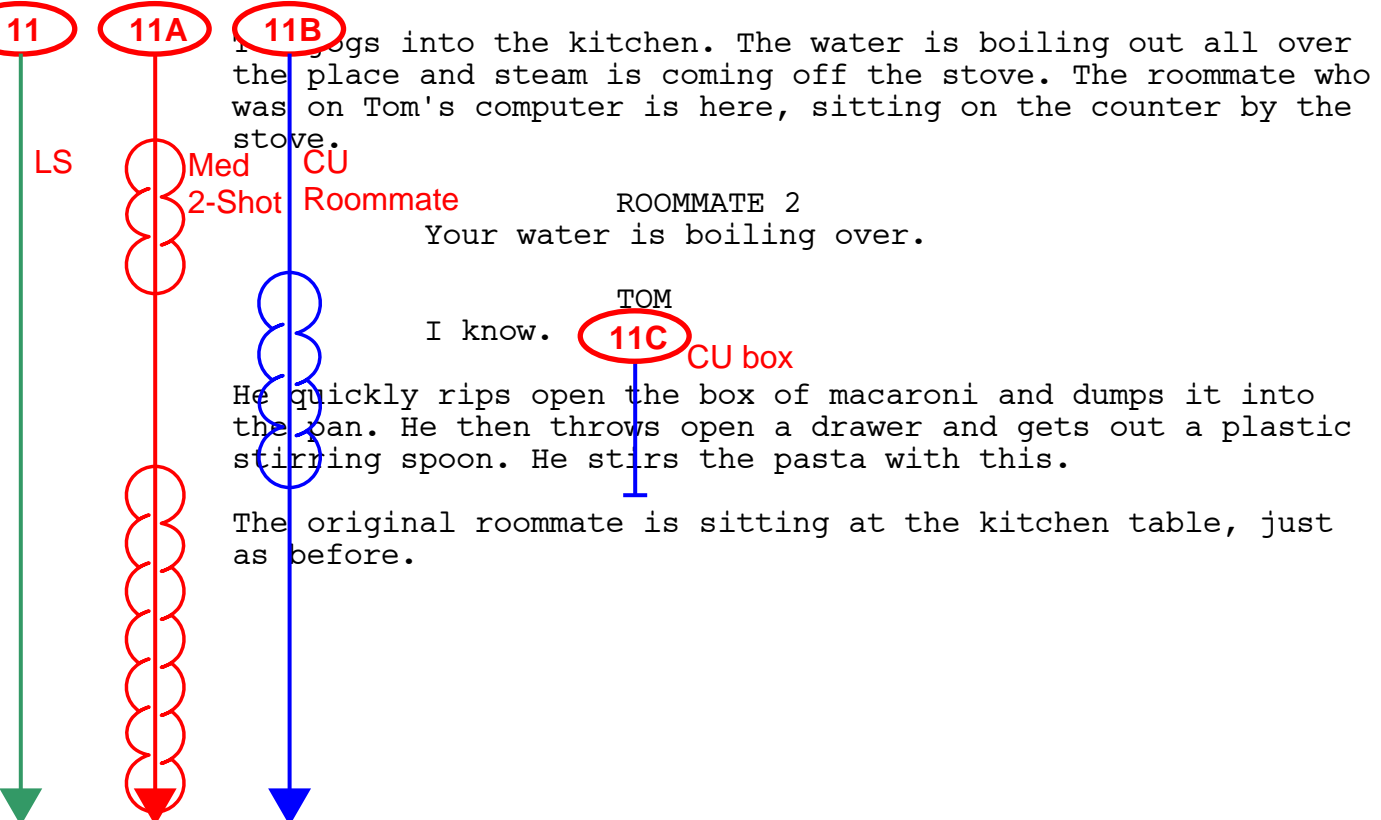 11 11A 11B
into the kitchen. The water is boiling out all over
the place and steam is coming off the stove. The roommate who
was on Tom's computer is here, sitting on the counter by the
stove.
LS Med CU
2-Shot Roommate ROOMMATE 2
Your water is boiling over.
TOM
I know. 11C
CU box
He quickly rips open the box of macaroni and dumps it into
the pan. He then throws open a drawer and gets out a plastic
stirring spoon. He stirs the pasta with this.
The original roommate is sitting at the kitchen table, just
as before.